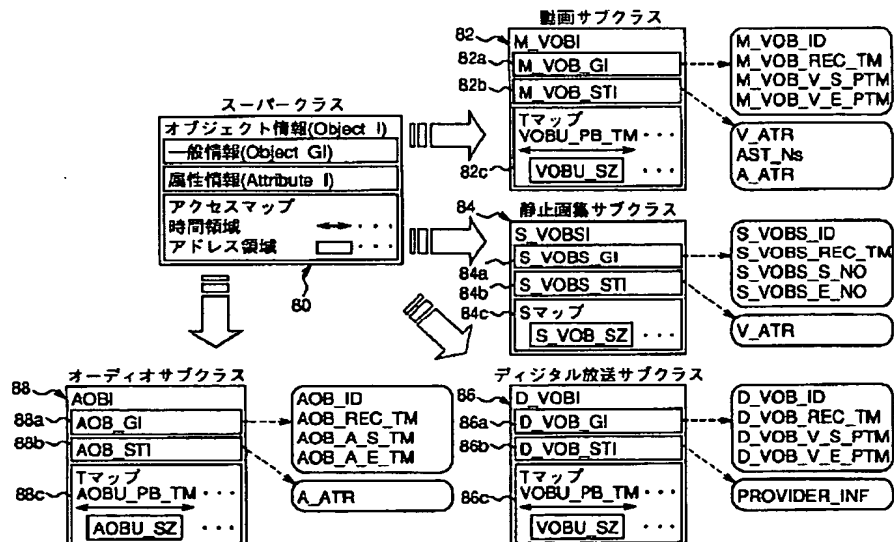 スーパークラス
オブジェクト情報(Object I)
一般情報(Object GI)
属性情報(Attribute I)
アクセスマップ
時間領域 ・・・
アドレス領域 ・・・
80
動画サブクラス
82
M_VOBI
82a
M_VOB_GI
82b
M_VOB_STI
Tマップ
VOBU_PB_TM ・・・
82c
VOBU_SZ ・・・
M_VOB_ID
M_VOB_REC_TM
M_VOB_V_S_PTM
M_VOB_V_E_PTM
V_ATR
AST_Ns
A_ATR
静止画集サブクラス
84
S_VOBSI
84a
S_VOBS_GI
84b
S_VOBS_STI
84c
Sマップ
S_VOB_SZ ・・・
S_VOBS_ID
S_VOBS_REC_TM
S_VOBS_S_NO
S_VOBS_E_NO
V_ATR
オーディオサブクラス
88
AOBI
88a
AOB_GI
88b
AOB_STI
Tマップ
88c
AOBU_PB_TM ・・・
AOBU_SZ ・・・
AOB_ID
AOB_REC_TM
AOB_A_S_TM
AOB_A_E_TM
A_ATR
ディジタル放送サブクラス
86
D_VOBI
86a
D_VOB_GI
86b
D_VOB_STI
Tマップ
86c
VOBU_PB_TM ・・・
VOBU_SZ ・・・
D_VOB_ID
D_VOB_REC_TM
D_VOB_V_S_PTM
D_VOB_V_E_PTM
PROVIDER_INF